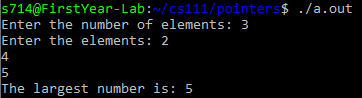 s714@FirstYear-Lab:~/cs111/pointers$ ./a.out
Enter the number of elements: 3
Enter the elements: 2
4
5
The largest number is: 5